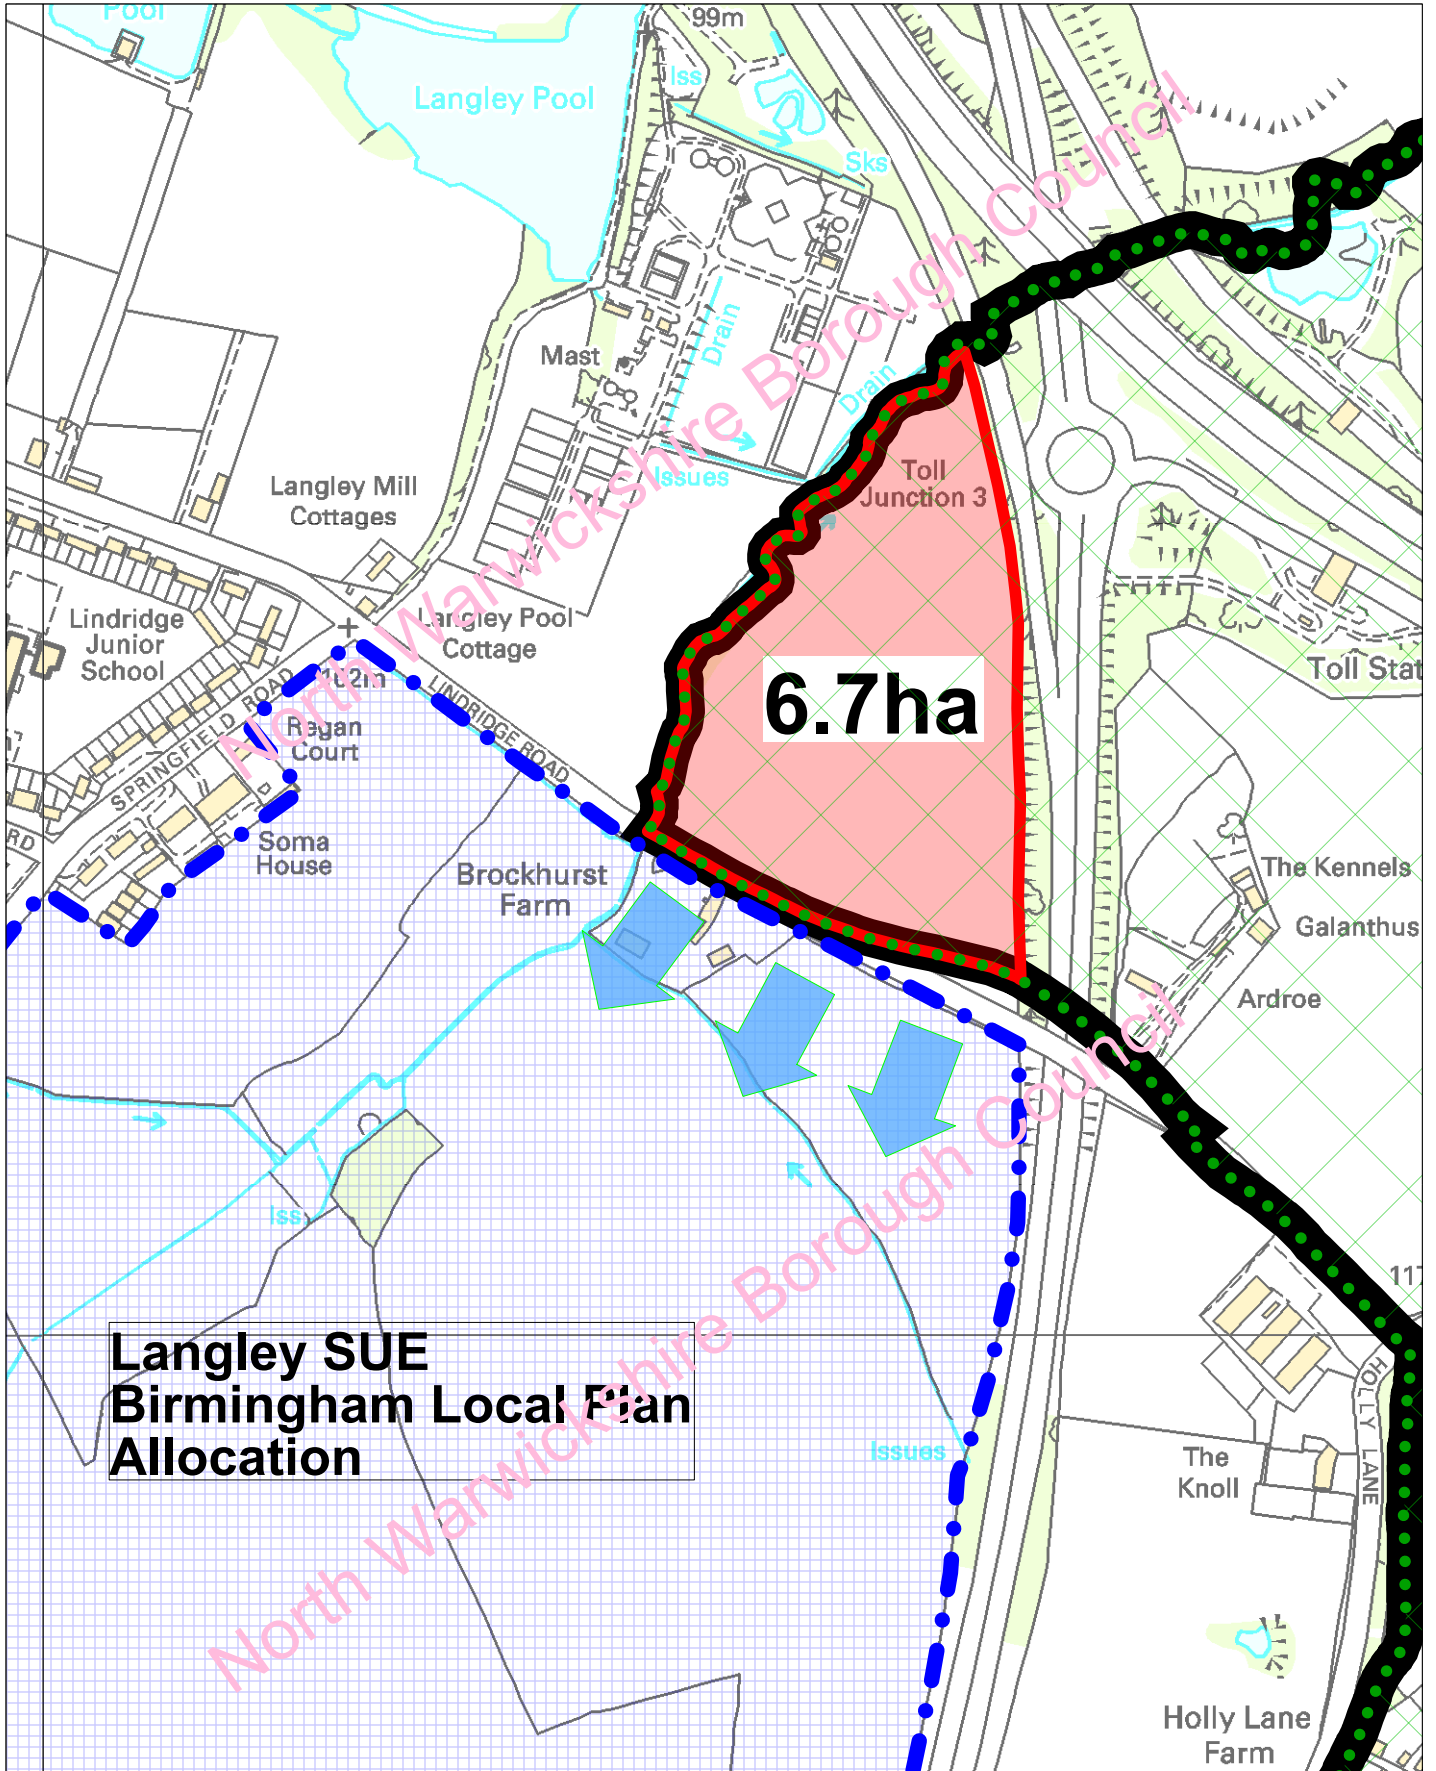 Pool
99m
Langley Pool
Iss
Sks
Drain
Mast
Drain
Issues
Toll
Junction 3
Langley Mill
Cottages
Lindridge
Junior
School
Langley Pool
Cottage
162m
LINDRIDGE ROAD
SPRINGFIELD ROAD
Regan
Court
6.7ha
Toll Stat
RD
Soma
House
Brockhurst
Farm
The Kennels
Galanthus
Ardroe
Iss
117
HOLLY LANE
Langley SUE
Birmingham Local Plan
Allocation
Issues
The
Knoll
Holly Lane
Farm
North Warwickshire Borough Council
North Warwickshire Borough Council